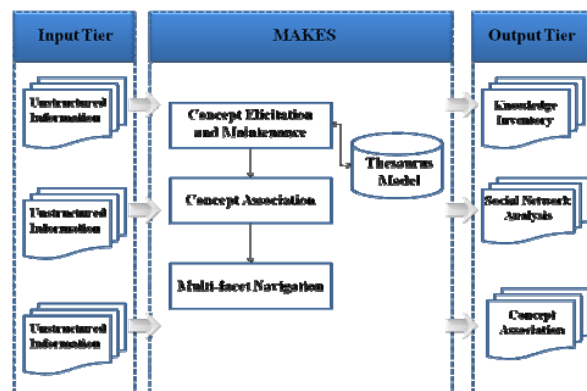 Input Tier
MAKES
Output Tier
Unstructured
Information
Concept Elicitation
and Maintenance
Knowledge
Inventory
Thesaurus
Model
Unstructured
Information
Concept Association
Social Network
Analysis
Multi-facet Navigation
Unstructured
Information
Concept
Association